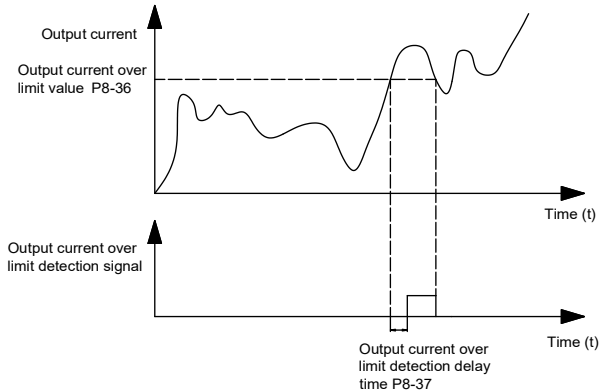 Output current
Output current over
limit value P8-36
Time (t)
Output current over
limit detection signal
Time (t)
Output current over
limit detection delay
time P8-37